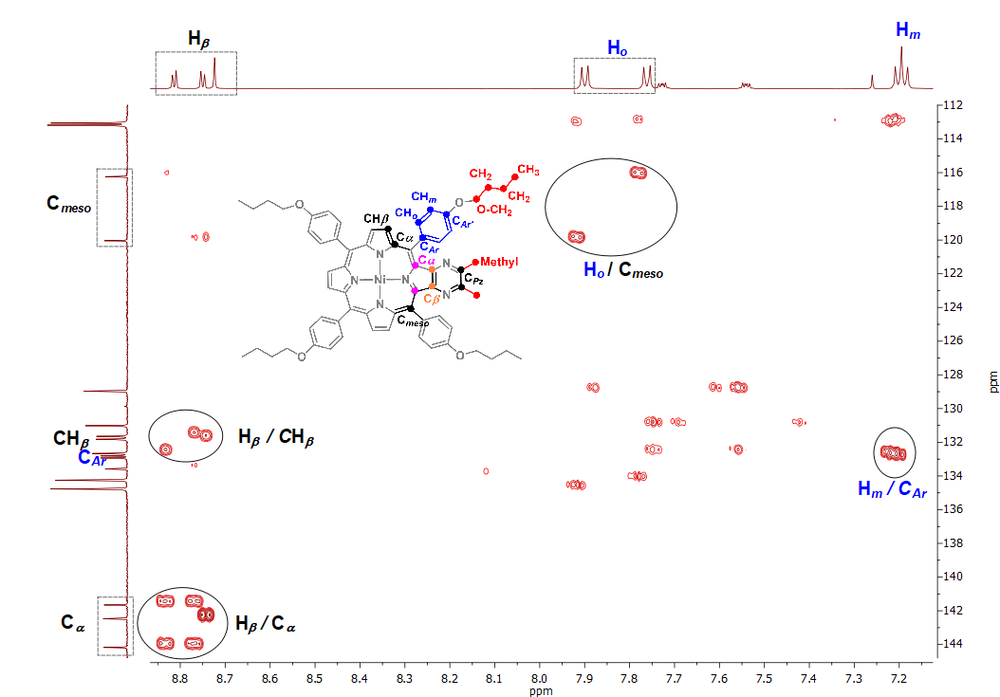 Hβ
Ho
Hm
Cmeso
CHβ
CAr
Cα
112
114
116
118
120
122
124
126
128
130
132
134
136
138
140
142
144
ppm
CH2
CH3
CH2
O-CH2
O
CHm
CHo
CAr'
CAr
CHβ
Cα
O
Cα
N
Methyl
N
CPz
N
Ni
N
N
Cβ'
N
Cmeso
O
O
Ho / Cmeso
Hβ / CHβ
Hm / CAr
Hβ / Cα
8.8 8.7 8.6 8.5 8.4 8.3 8.2 8.1 8.0 7.9 7.8 7.7 7.6 7.5 7.4 7.3 7.2
ppm